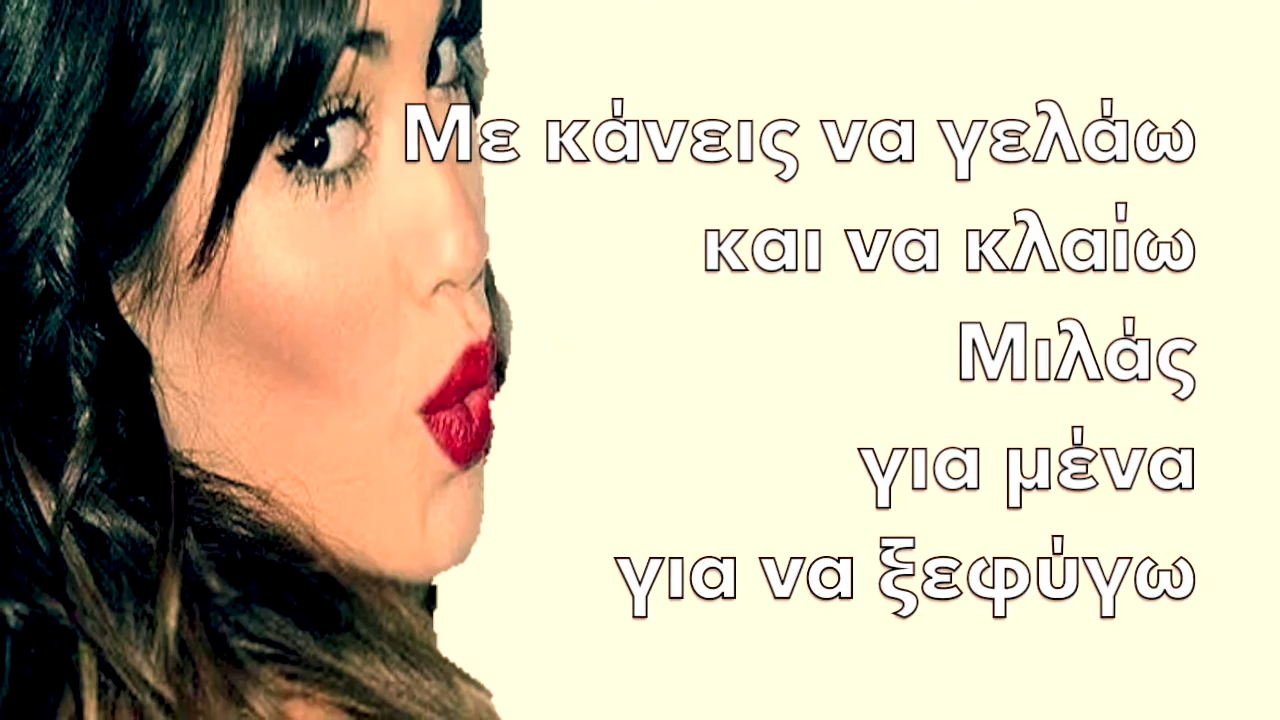 Με κάνεις να γελάω
και να κλαίω
Μιλάς
για μένα
για να ξεφύγω